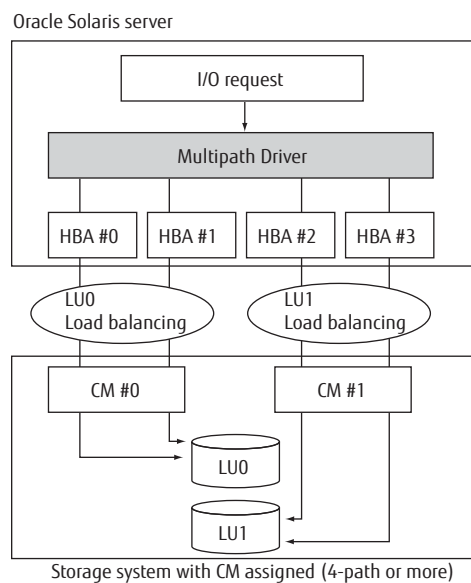 Oracle Solaris server
I/O request
Multipath Driver
HBA #0
HBA #1
HBA #2
HBA #3
LU0
Load balancing
LU1
Load balancing
CM #0
CM #1
LU0
LU1
Storage system with CM assigned (4-path or more)